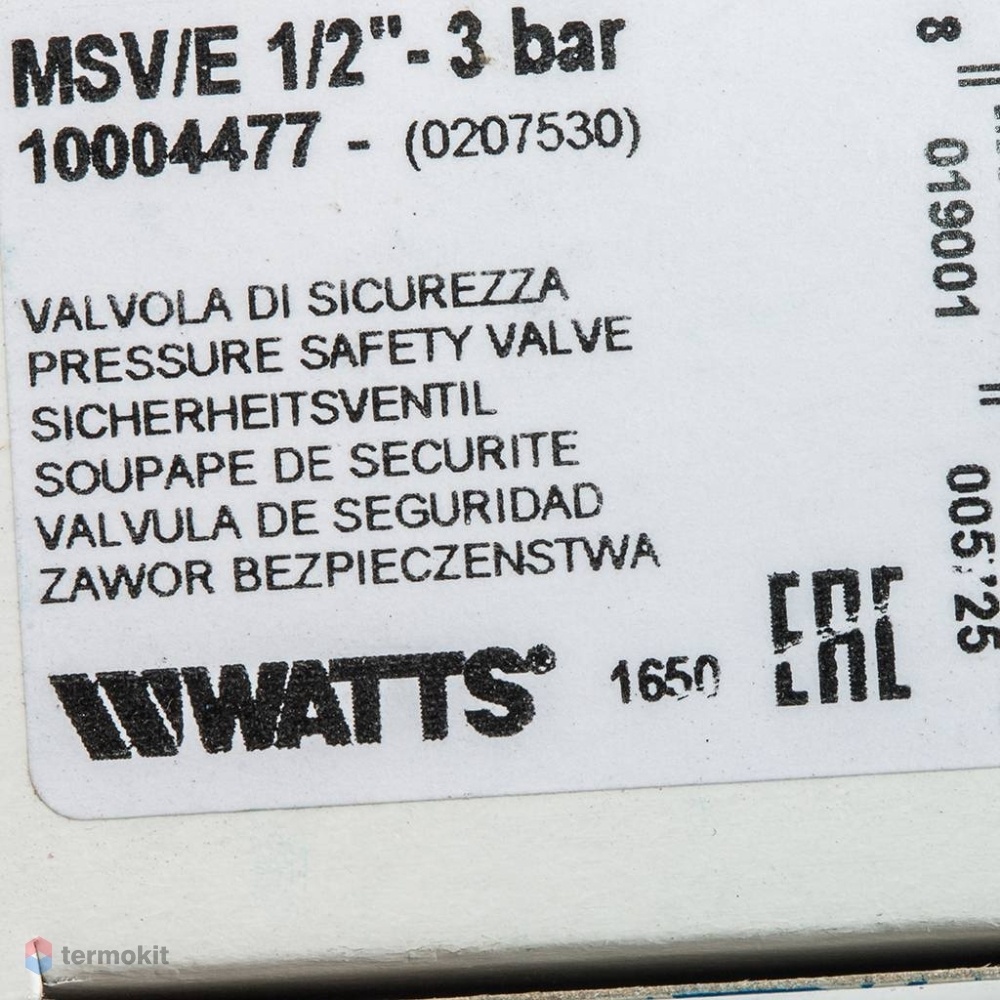 MSV/E 1/2"- 3 bar
10004477 - (0207530)
VALVOLA DI SICUREZZA
PRESSURE SAFETY VALVE
SICHERHEITSVENTIL
SOUPAPE DE SECURITE
VALVULA DE SEGURIDAD
ZAWOR BEZPIECZENSTWA
WATTS®
1650
EAC
8 019001
termokit